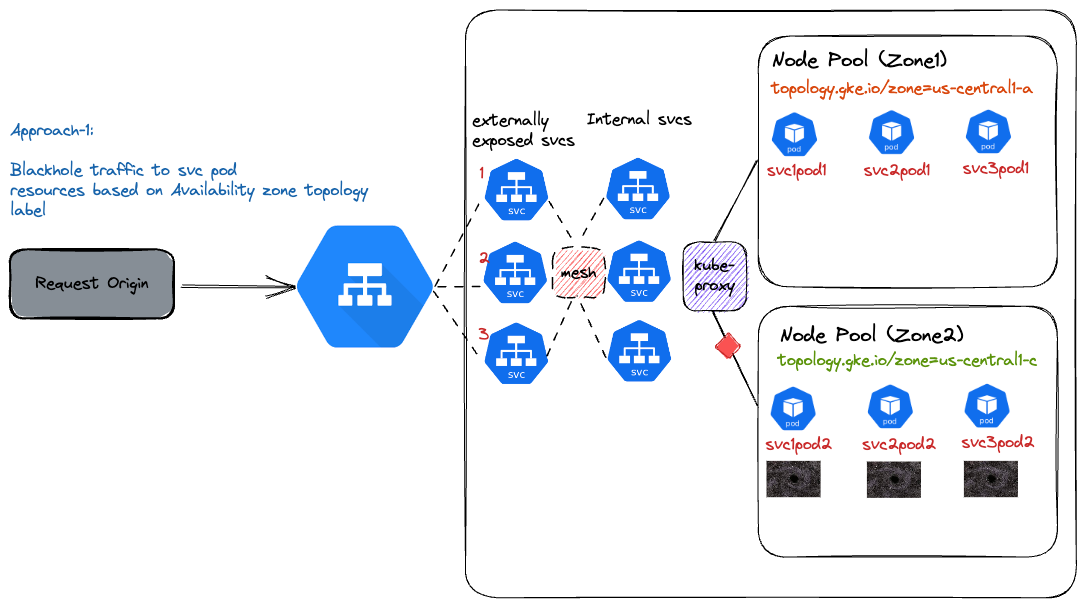 Approach-1:
Blackhole traffic to svc pod
resources based on Availability zone topology
label
Request Origin
externally
exposed svcs
Internal svcs
1
svc
svc
2
svc
svc
3
svc
svc
mesh
kube-
proxy
Node Pool (Zone1)
topology.gke.io/zone=us-central1-a
pod
pod
pod
svc1pod1
svc2pod1
svc3pod1
Node Pool (Zone2)
topology.gke.io/zone=us-central1-c
pod
pod
pod
svc1pod2
svc2pod2
svc3pod2